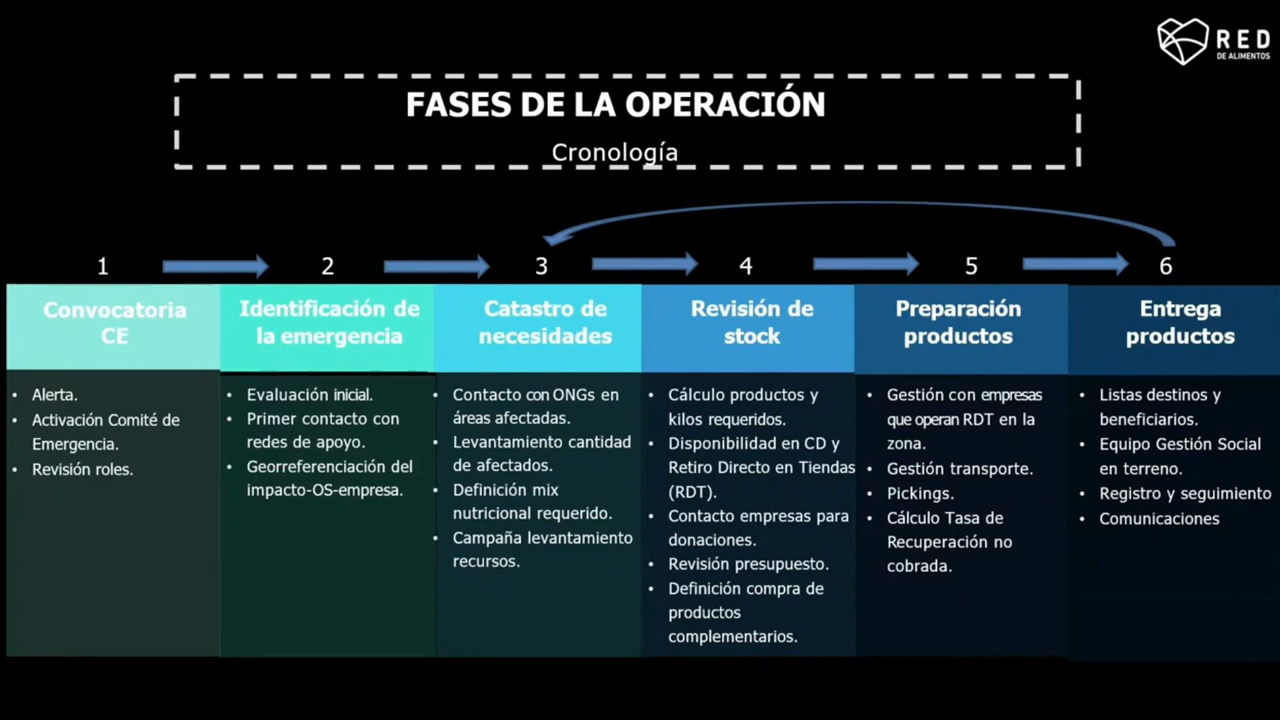 RED
DE ALIMENTOS
FASES DE LA OPERACIÓN
Cronología
1
2
3
4
5
6
Convocatoria
CE
• Alerta.
• Activación Comité de
Emergencia.
• Revisión roles.
Identificación de
la emergencia
• Evaluación inicial.
• Primer contacto con
redes de apoyo.
• Georreferenciación del
impacto-OS-empresa.
Catastro de
necesidades
• Contacto con ONGs en
áreas afectadas.
• Levantamiento cantidad
de afectados.
• Definición mix
nutricional requerido.
• Campaña levantamiento
recursos.
Revisión de
stock
• Cálculo productos y
kilos requeridos.
• Disponibilidad en CD y
Retiro Directo en Tiendas
(RDT).
• Contacto empresas para
donaciones.
• Revisión presupuesto.
• Definición compra de
productos
complementarios.
Preparación
productos
• Gestión con empresas
que operan RDT en la
zona.
• Gestión transporte.
• Pickings.
• Cálculo Tasa de
Recuperación no
cobrada.
Entrega
productos
• Listas destinos y
beneficiarios.
• Equipo Gestión Social
en terreno.
• Registro y seguimiento
• Comunicaciones